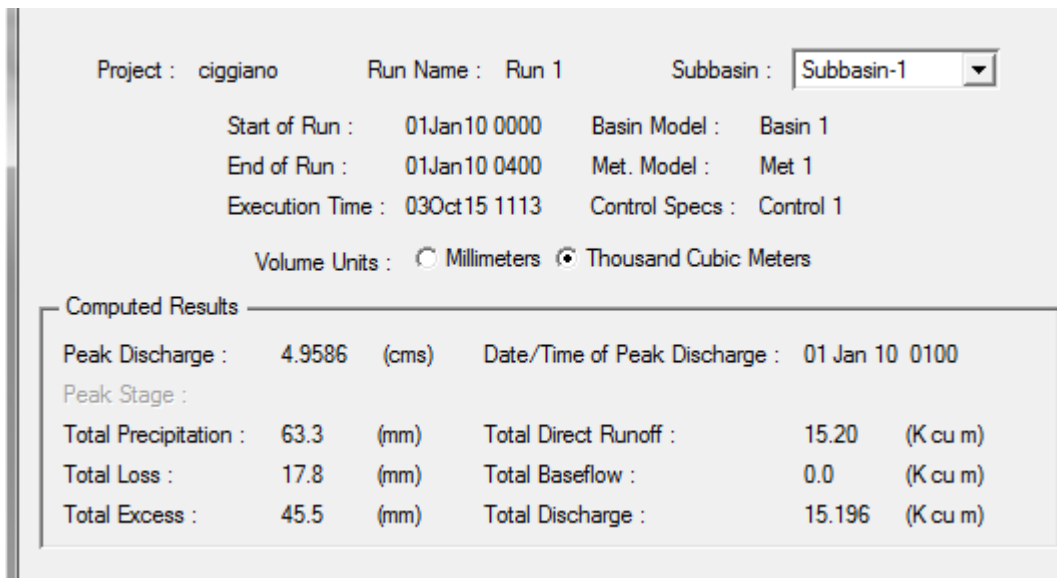 Project : ciggiano Run Name : Run 1 Subbasin : Subbasin-1
Start of Run : 01Jan10 0000 Basin Model : Basin 1
End of Run : 01Jan10 0400 Met. Model : Met 1
Execution Time : 03Oct15 1113 Control Specs : Control 1
Volume Units : Millimeters Thousand Cubic Meters
Computed Results
Peak Discharge : 4.9586 (cms) Date/Time of Peak Discharge : 01 Jan 10 0100
Peak Stage :
Total Precipitation : 63.3 (mm) Total Direct Runoff : 15.20 (K cu m)
Total Loss : 17.8 (mm) Total Baseflow : 0.0 (K cu m)
Total Excess : 45.5 (mm) Total Discharge : 15.196 (K cu m)